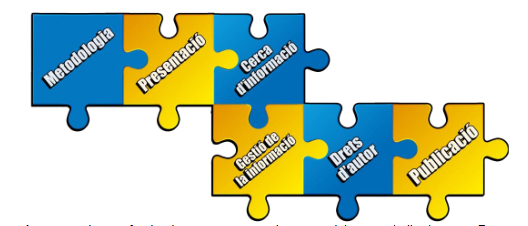 Metodologia
Presentació
Cerca
d'informació
Gestió de
la informació
Drets
d'autor
Publicació